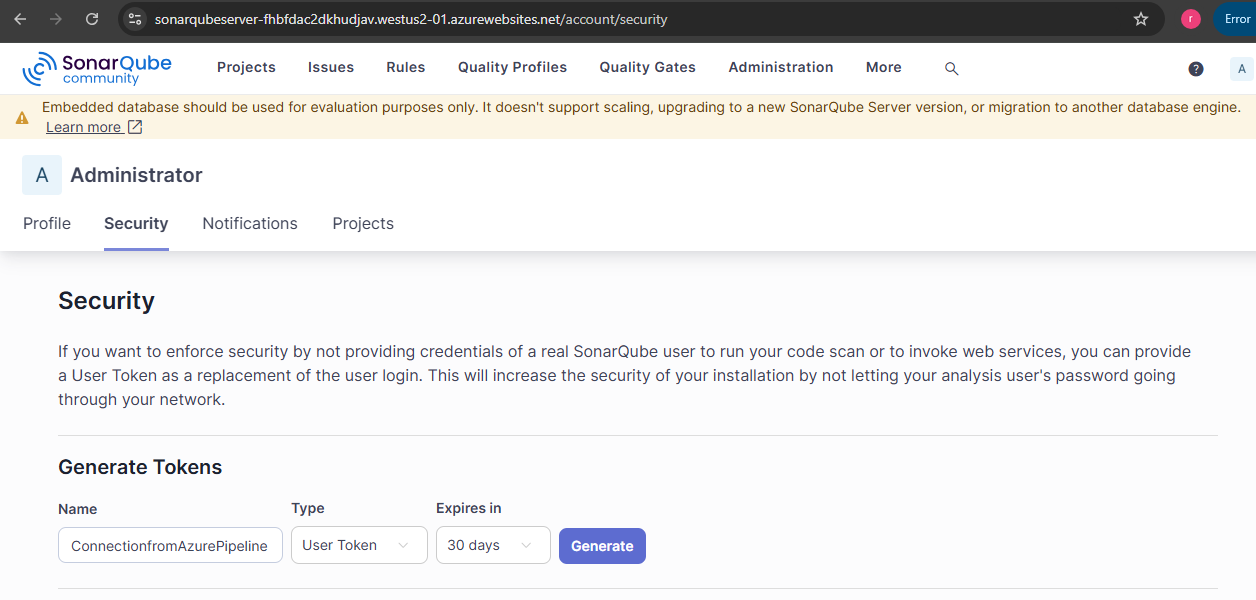 sonarqubeserver-fhbfdac2dkhudjav.westus2-01.azurewebsites.net/account/security
r
Error
SonarQube
community
Projects Issues Rules Quality Profiles Quality Gates Administration More
?
A
Embedded database should be used for evaluation purposes only. It doesn't support scaling, upgrading to a new SonarQube Server version, or migration to another database engine.
Learn more
A Administrator
Profile Security Notifications Projects
Security
If you want to enforce security by not providing credentials of a real SonarQube user to run your code scan or to invoke web services, you can provide
a User Token as a replacement of the user login. This will increase the security of your installation by not letting your analysis user's password going
through your network.
Generate Tokens
Name Type Expires in
ConnectionfromAzurePipeline User Token 30 days Generate